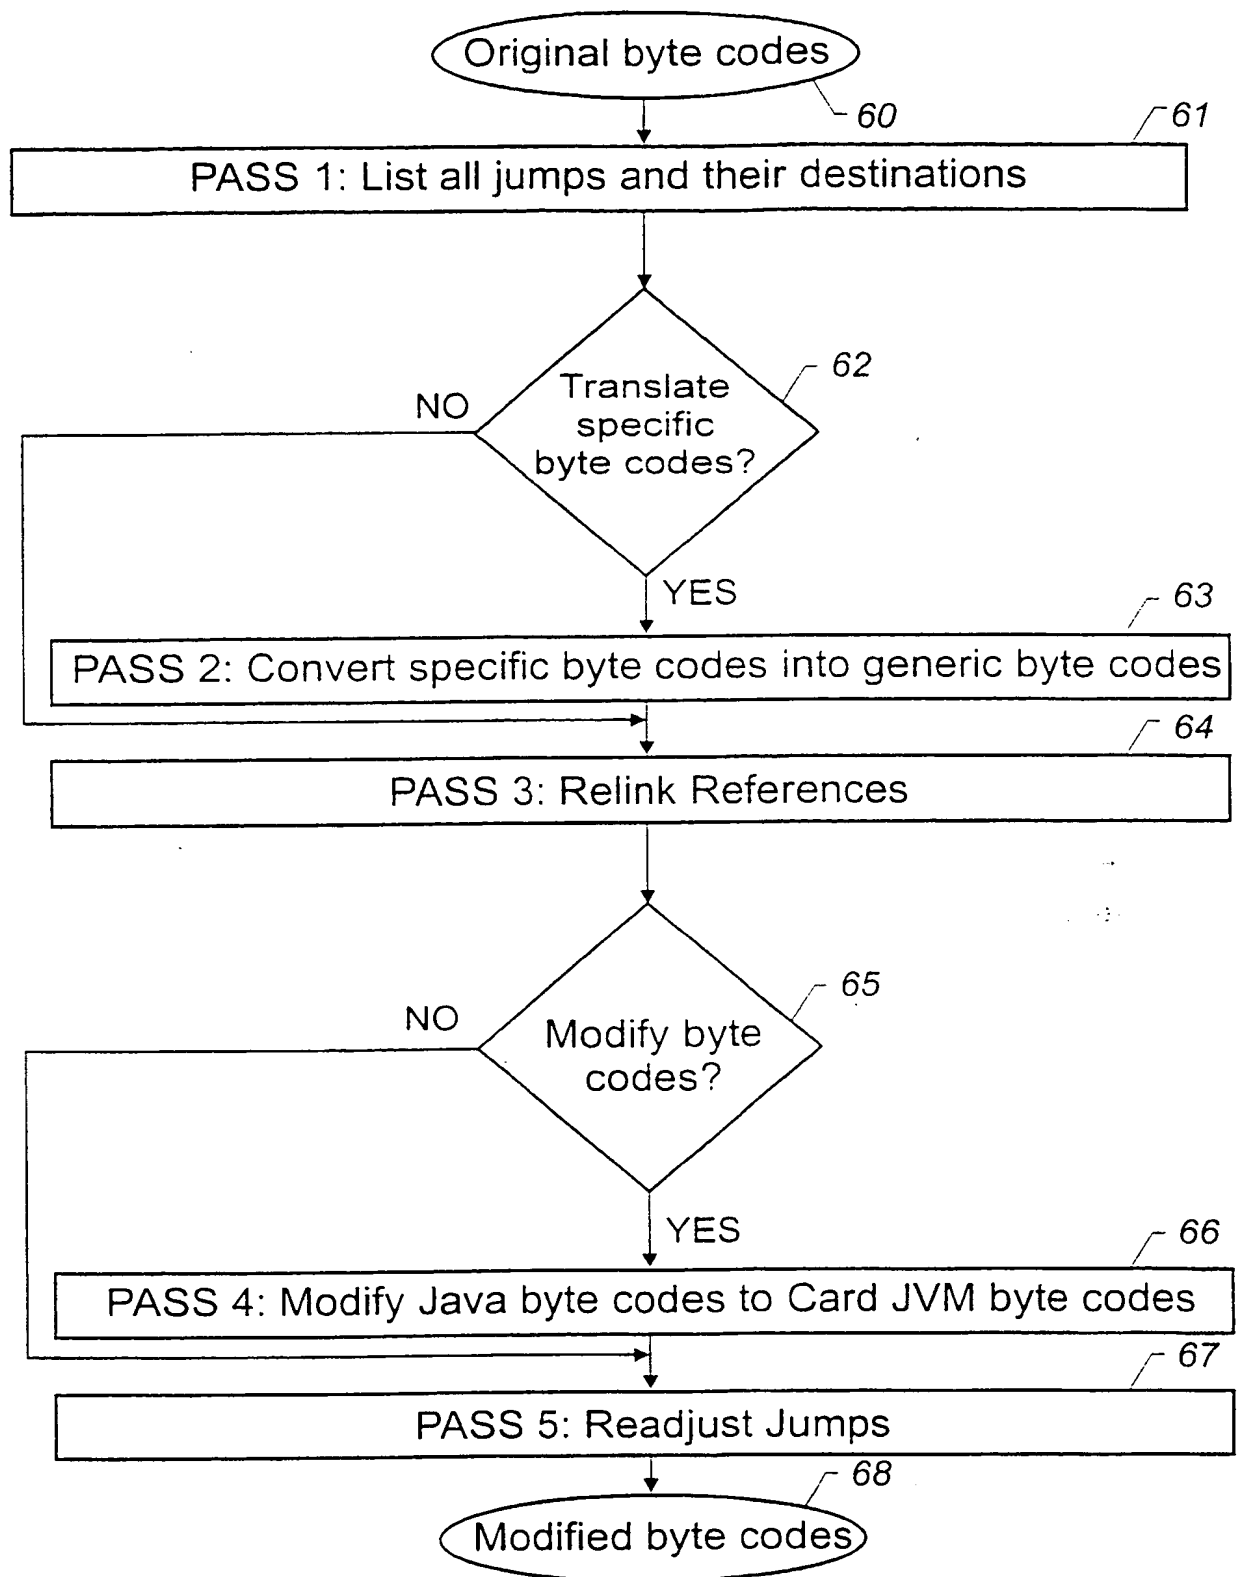 Original byte codes
60
61
PASS 1: List all jumps and their destinations
62
Translate
specific
byte codes?
NO
YES
63
PASS 2: Convert specific byte codes into generic byte codes
64
PASS 3: Relink References
65
NO
Modify byte
codes?
YES
66
PASS 4: Modify Java byte codes to Card JVM byte codes
67
PASS 5: Readjust Jumps
68
Modified byte codes